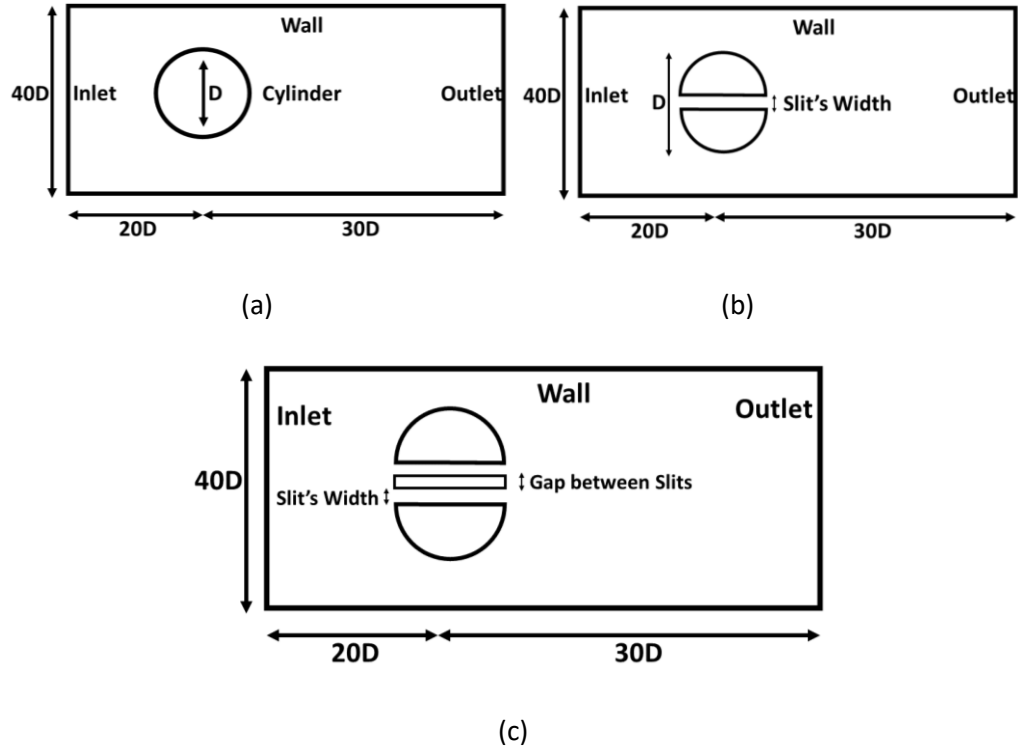 Wall
40D
Inlet
D
Cylinder
Outlet
20D
30D
(a)
Wall
40D
Inlet
D
Slit's Width
Outlet
20D
30D
(b)
Wall
Inlet
Outlet
40D
Gap between Slits
Slit's Width
20D
30D
(c)